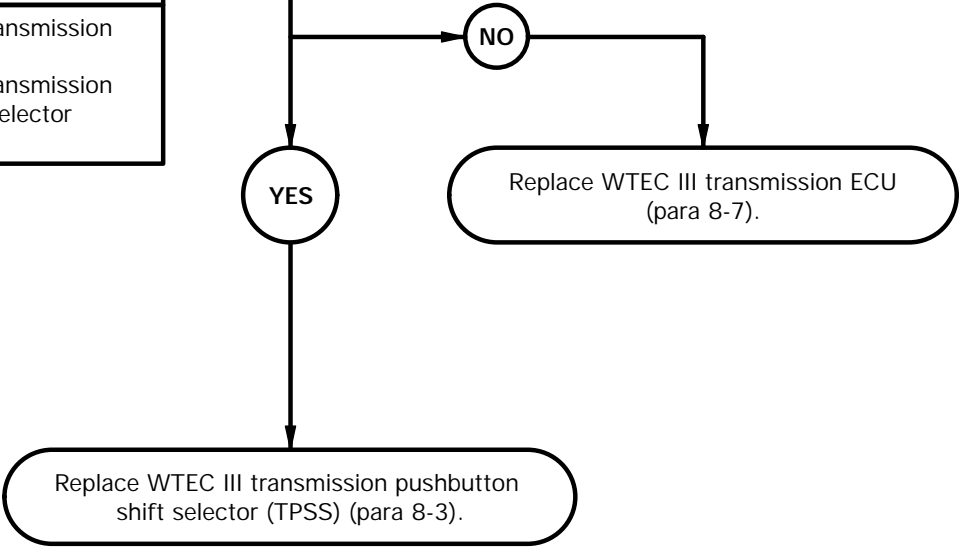 ansmission
ansmission
elector
NO
YES
Replace WTEC III transmission ECU
(para 8-7).
Replace WTEC III transmission pushbutton
shift selector (TPSS) (para 8-3).